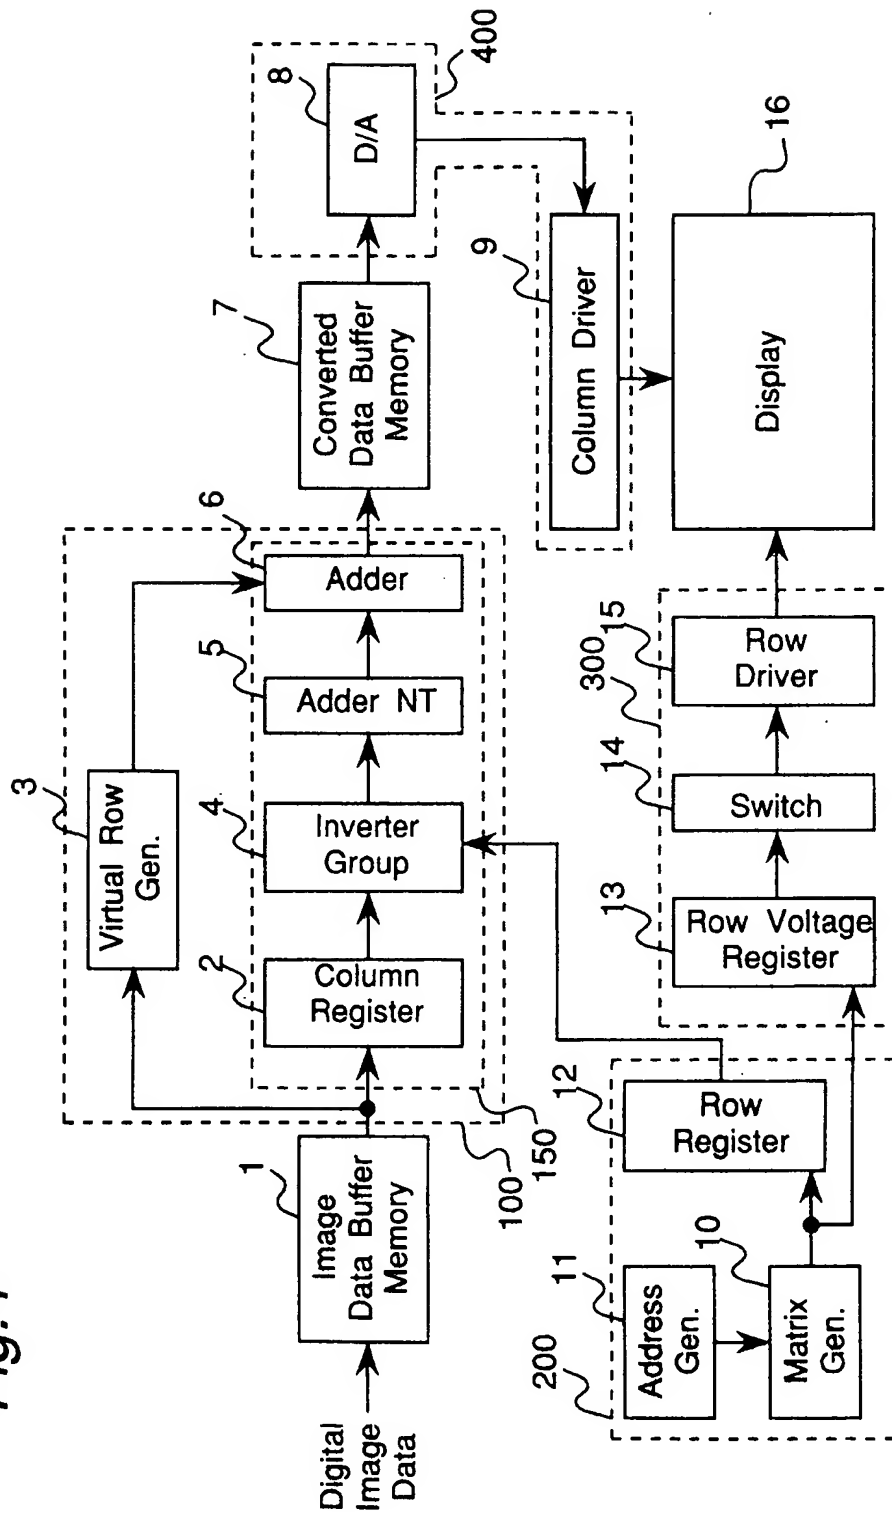 Digital
Image
Data
1
Image
Data Buffer
Memory
100
150
3
Virtual Row
Gen.
2
Column
Register
4
Inverter
Group
5
Adder NT
6
Adder
7
Converted
Data Buffer
Memory
8
D/A
400
9
Column Driver
200
11
Address
Gen.
10
Matrix
Gen.
12
Row
Register
13
Row Voltage
Register
14
Switch
300
15
Row
Driver
16
Display